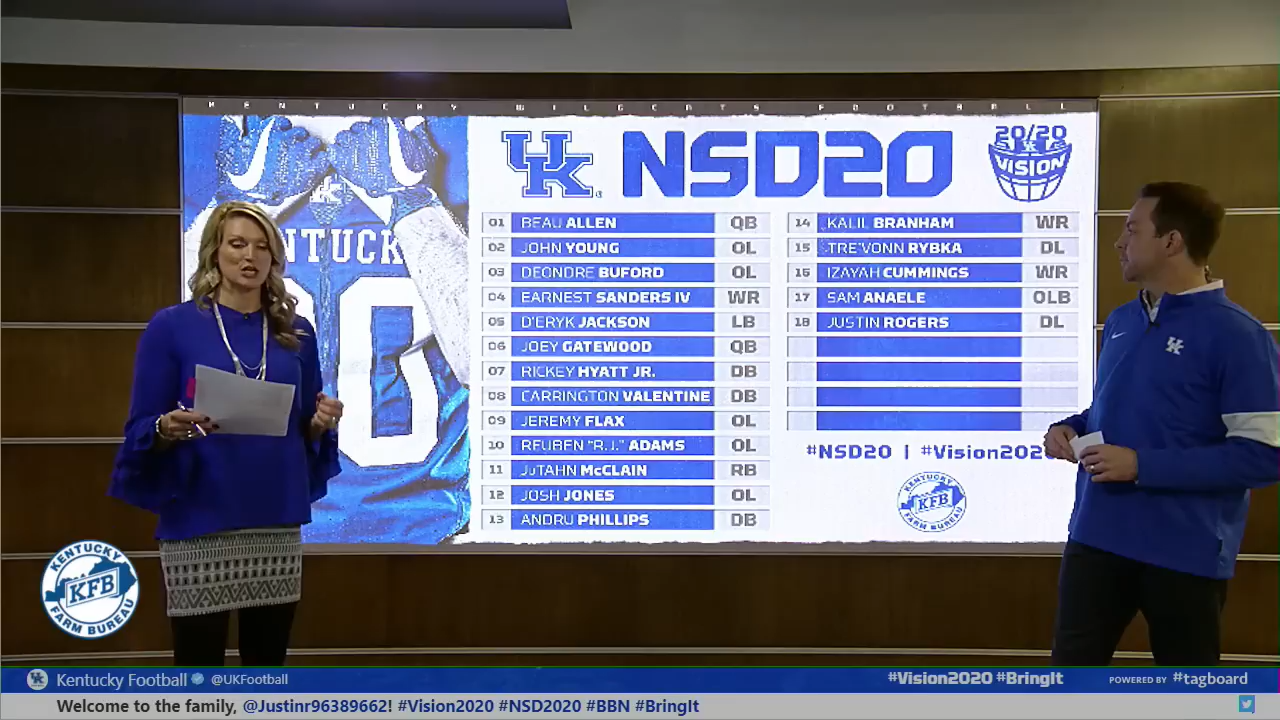 KENTUCKY WILDCATS FOOTBALL
UK NSD20
20/20
VISION
KENTUCK
01 BEAU ALLEN QB
02 JOHN YOUNG OL
03 DEONDRE BUFORD OL
04 EARNEST SANDERS IV WR
05 D'ERYK JACKSON LB
06 JOEY GATEWOOD QB
07 RICKEY HYATT JR. DB
08 CARRINGTON VALENTINE DB
09 JEREMY FLAX OL
10 REUBEN "R.J." ADAMS OL
11 JuTAHN McCLAIN RB
12 JOSH JONES OL
13 ANDRU PHILLIPS DB
14 KALIL BRANHAM WR
15 TRE'VONN RYBKA DL
16 IZAYAH CUMMINGS WR
17 SAM ANAELE OLB
18 JUSTIN ROGERS DL
#NSD20 | #Vision202
KENTUCKY
KFB
FARM BUREAU
UK
KENTUCKY
KFB
FARM BUREAU
Kentucky Football @UKFootball #Vision2020 #BringIt POWERED BY #tagboard
Welcome to the family, @Justinr96389662! #Vision2020 #NSD2020 #BBN #BringIt